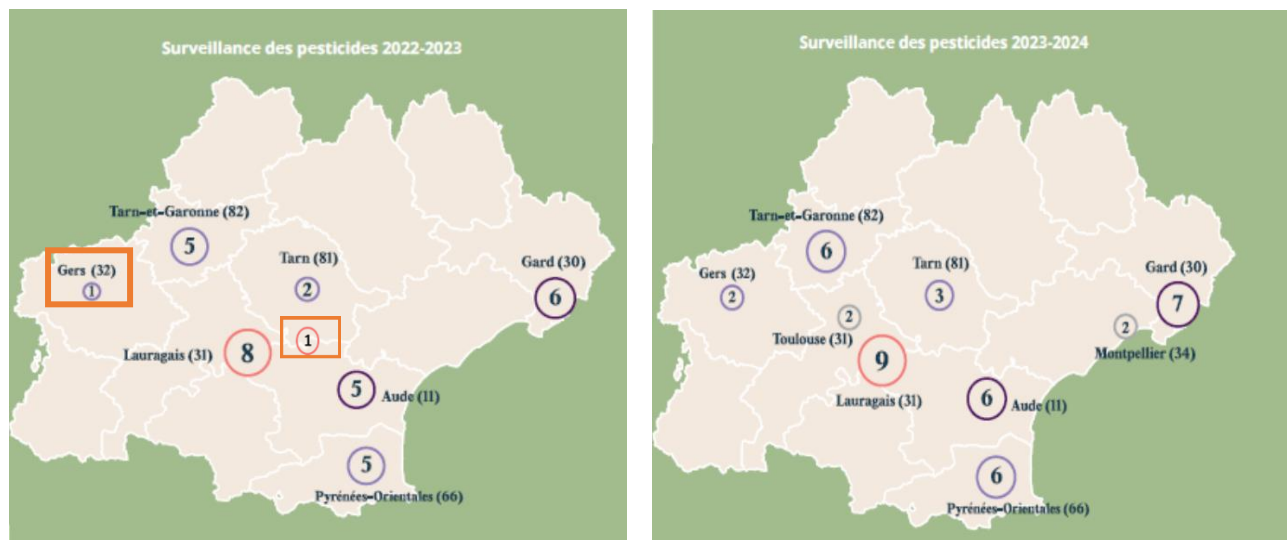 Surveillance des pesticides 2022-2023
Tarn-et-Garonne (82)
5
Gers (32)
1
Tarn (81)
2
Gard (30)
6
1
Lauragais (31)
8
5
Aude (11)
5
Pyrénées-Orientales (66)
Surveillance des pesticides 2023-2024
Tarn-et-Garonne (82)
6
Gers (32)
2
Tarn (81)
3
Gard (30)
7
2
Toulouse (31)
2
Montpellier (34)
9
Lauragais (31)
6
Aude (11)
6
Pyrénées-Orientales (66)